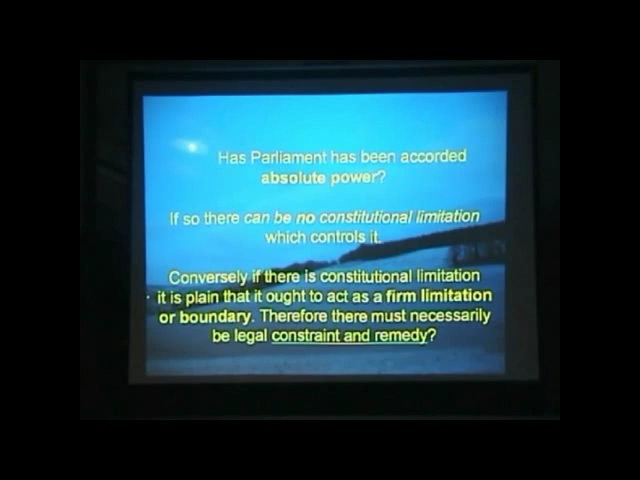 Has Parliament has been accorded
absolute power?
If so there can be no constitutional limitation
which controls it.
Conversely if there is constitutional limitation
it is plain that it ought to act as a firm limitation
or boundary. Therefore there must necessarily
be legal constraint and remedy?